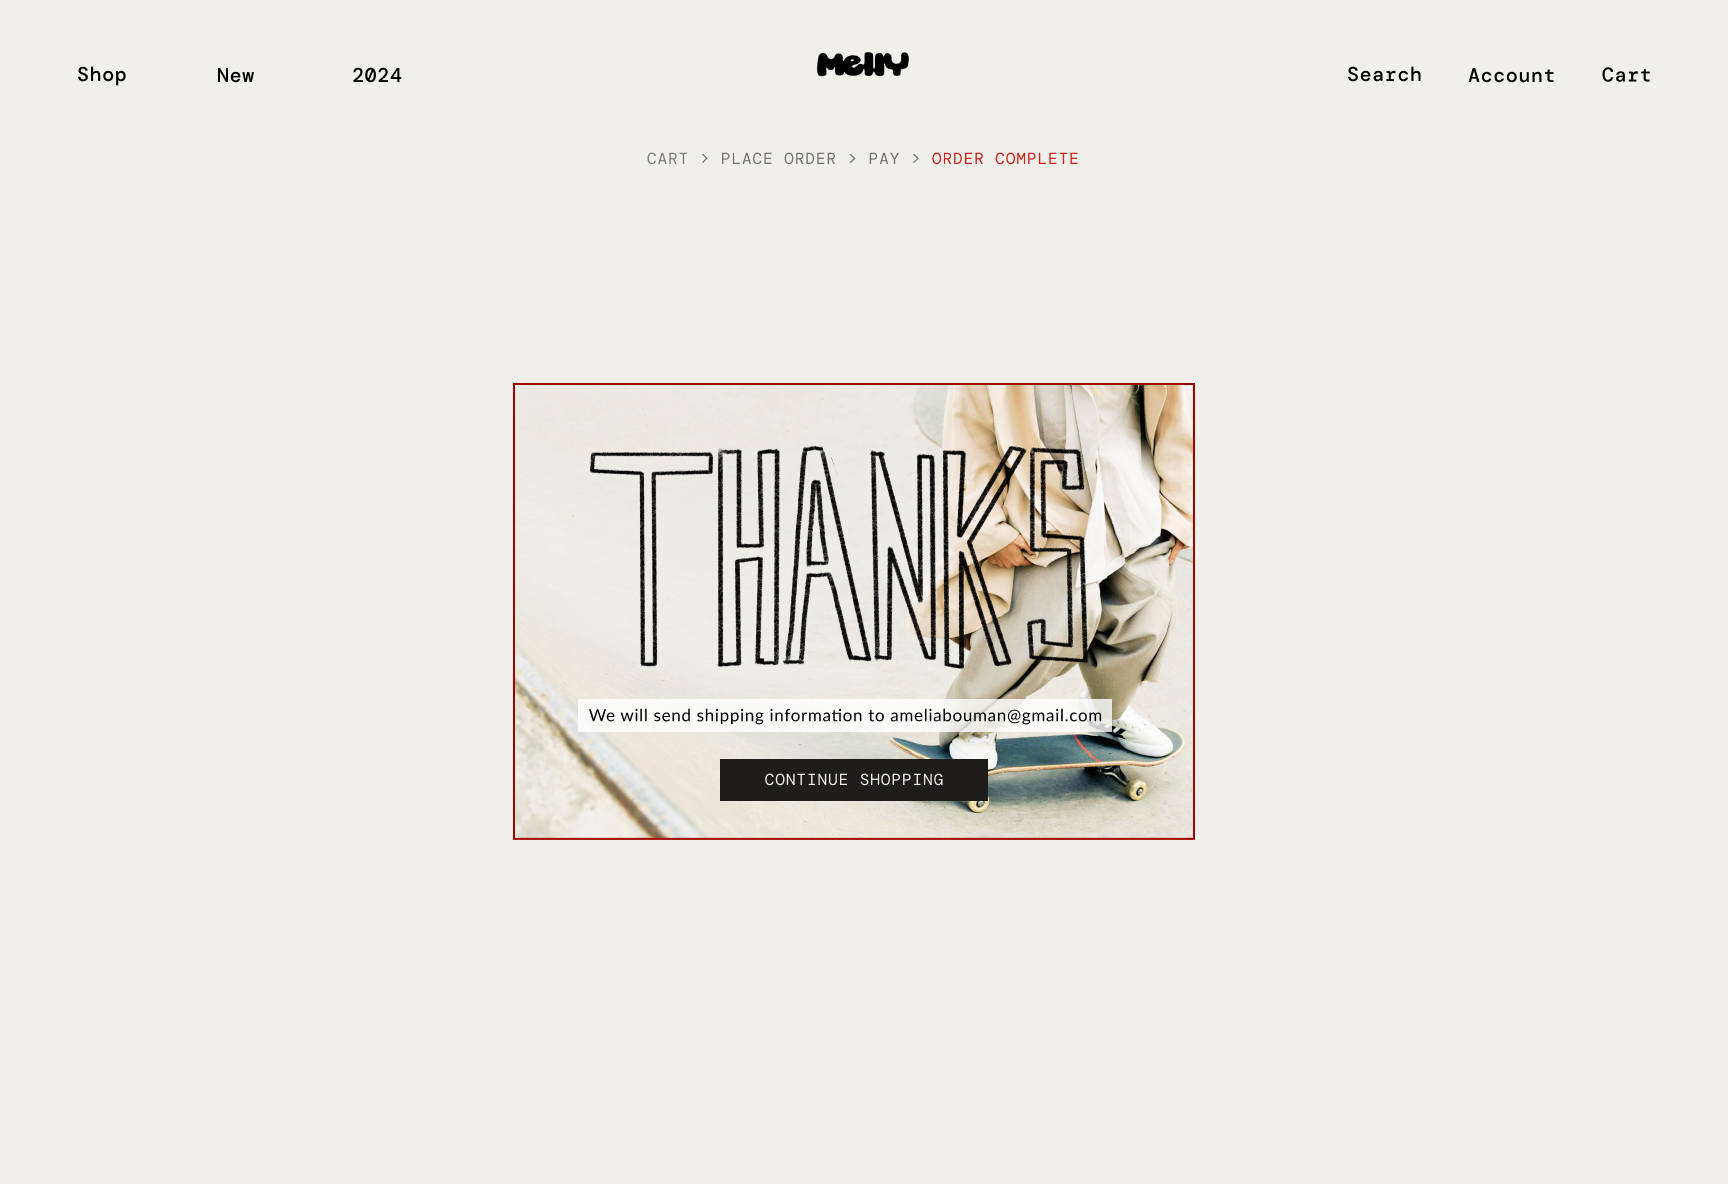 Shop New 2024 Melly Search Account Cart
CART > PLACE ORDER > PAY > ORDER COMPLETE
THANKS
We will send shipping information to ameliabouman@gmail.com
CONTINUE SHOPPING